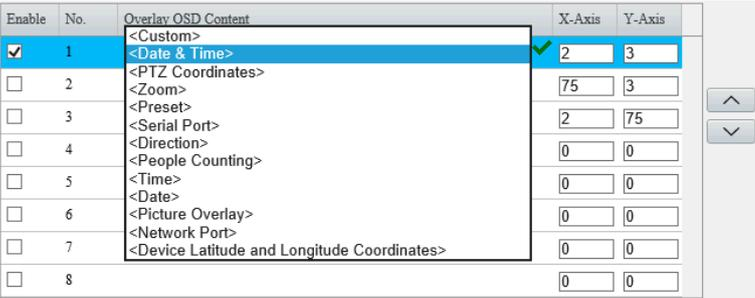 Enable No. Overlay OSD Content X-Axis Y-Axis
<Custom>
1 <Date & Time> 2 3
<PTZ Coordinates>
2 <Zoom> 75 3
<Preset>
3 <Serial Port> 2 75
<Direction>
4 <People Counting> 0 0
<Time>
5 <Date> 0 0
6 <Picture Overlay> 0 0
<Network Port>
7 <Device Latitude and Longitude Coordinates> 0 0
8 0 0